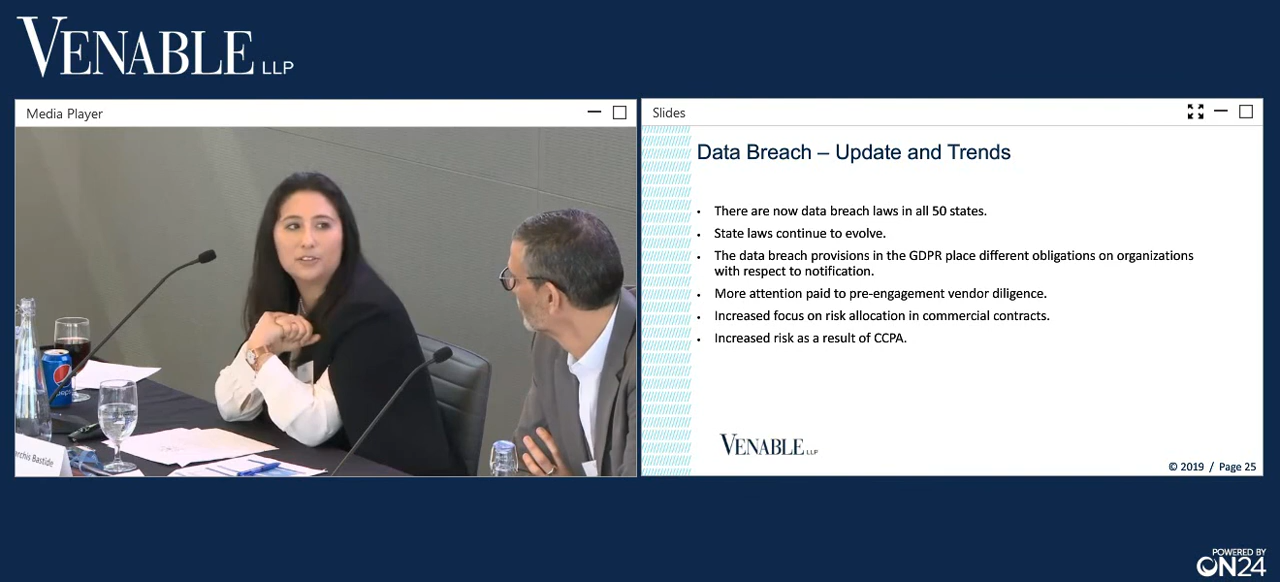 VENABLE LLP
Media Player
Slides
Data Breach – Update and Trends
• There are now data breach laws in all 50 states.
• State laws continue to evolve.
• The data breach provisions in the GDPR place different obligations on organizations
with respect to notification.
• More attention paid to pre-engagement vendor diligence.
• Increased focus on risk allocation in commercial contracts.
• Increased risk as a result of CCPA.
pepsi
Bastide
VENABLE LLP
© 2019 / Page 25
POWERED BY
ON24